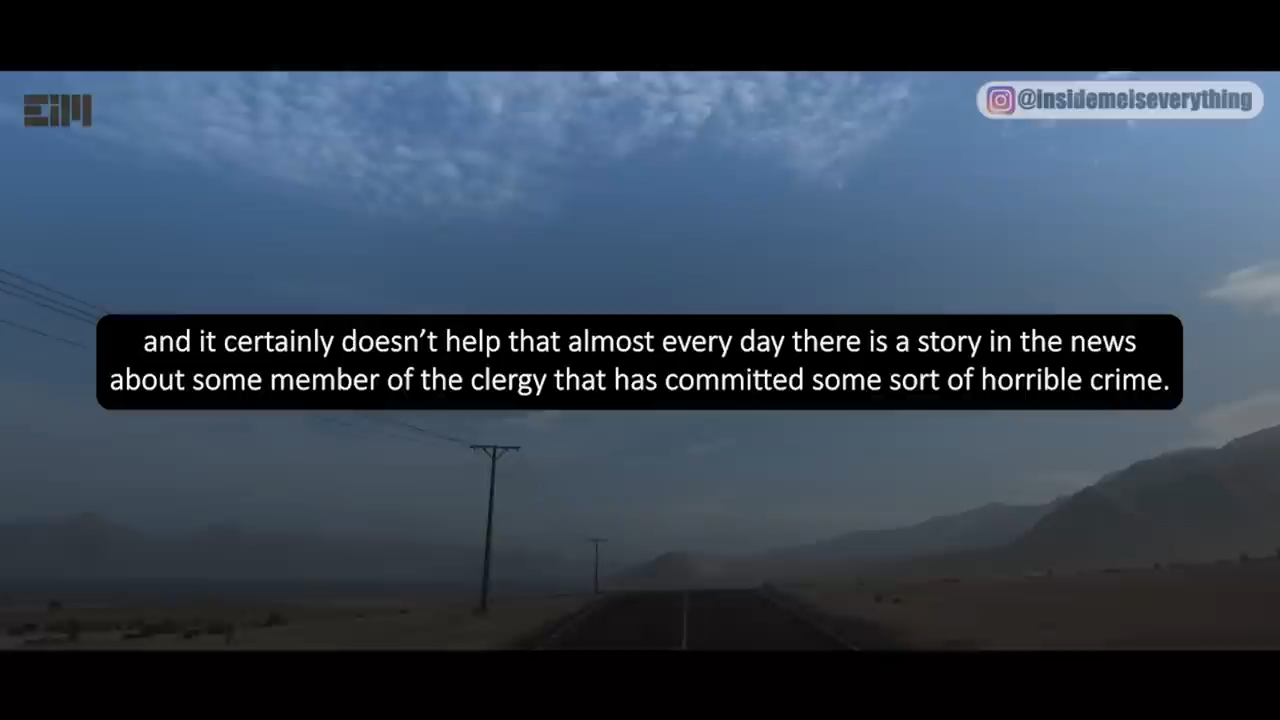 EiM
@insidemeiseverything
and it certainly doesn’t help that almost every day there is a story in the news
about some member of the clergy that has committed some sort of horrible crime.